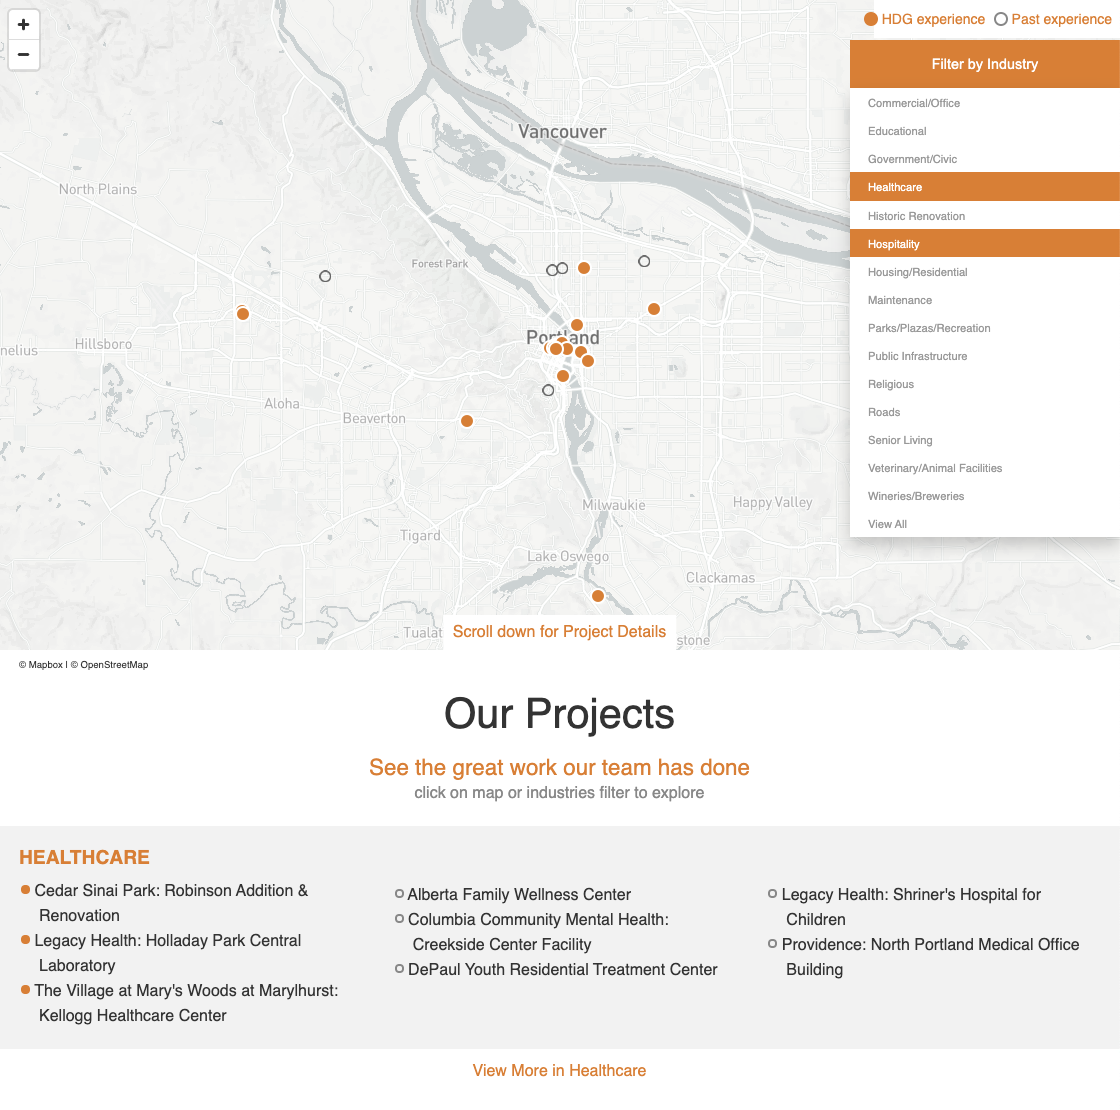 +
−
HDG experience
Past experience
Filter by Industry
Commercial/Office
Educational
Government/Civic
Healthcare
Historic Renovation
Hospitality
Housing/Residential
Maintenance
Parks/Plazas/Recreation
Public Infrastructure
Religious
Roads
Senior Living
Veterinary/Animal Facilities
Wineries/Breweries
View All
Vancouver
North Plains
Forest Park
Portland
nelius
Hillsboro
Aloha
Beaverton
Milwaukie
Happy Valley
Tigard
Lake Oswego
Clackamas
Tualat
stone
Scroll down for Project Details
© Mapbox | © OpenStreetMap
Our Projects
See the great work our team has done
click on map or industries filter to explore
HEALTHCARE
Cedar Sinai Park: Robinson Addition &
Renovation
Legacy Health: Holladay Park Central
Laboratory
The Village at Mary's Woods at Marylhurst:
Kellogg Healthcare Center
Alberta Family Wellness Center
Columbia Community Mental Health:
Creekside Center Facility
DePaul Youth Residential Treatment Center
Legacy Health: Shriner's Hospital for
Children
Providence: North Portland Medical Office
Building
View More in Healthcare